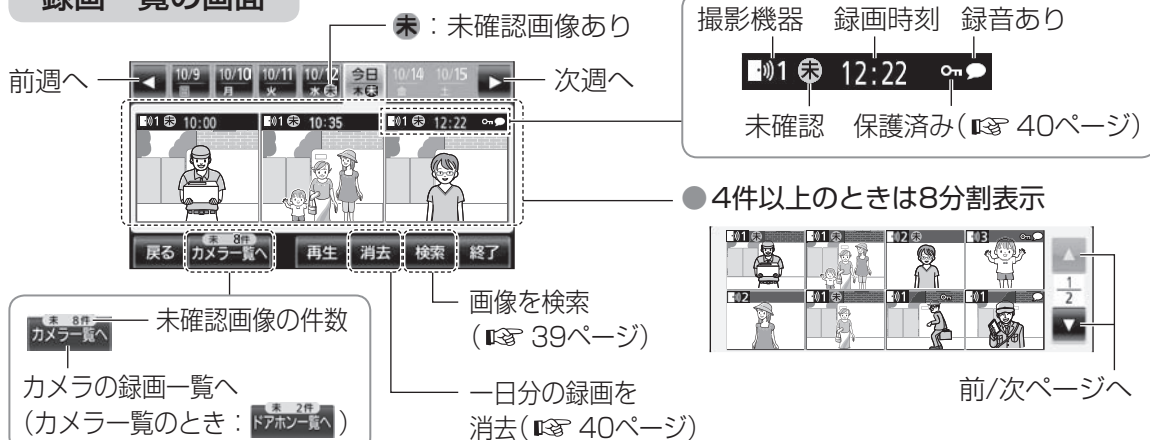 録画一覧の画面
未：未確認画像あり
前週へ
◀ 10/9 日 10/10 月 10/11 火 10/12 水 未 今日 木 未 10/14 金 10/15 土 ▶
次週へ
1 未 10:00
1 未 10:35
1 未 12:22
戻る
未 8件
カメラ一覧へ
再生
消去
検索
終了
未 8件
カメラ一覧へ
未確認画像の件数
カメラの録画一覧へ
(カメラ一覧のとき：未 2件 ドアホン一覧へ)
画像を検索
(☞ 39ページ)
一日分の録画を
消去(☞ 40ページ)
撮影機器 録画時刻 録音あり
1 未 12:22
未確認 保護済み(☞ 40ページ)
●4件以上のときは8分割表示
1 未
1 未
2 未
3
2
1 未
1
1
▲
1
2
▼
前/次ページへ